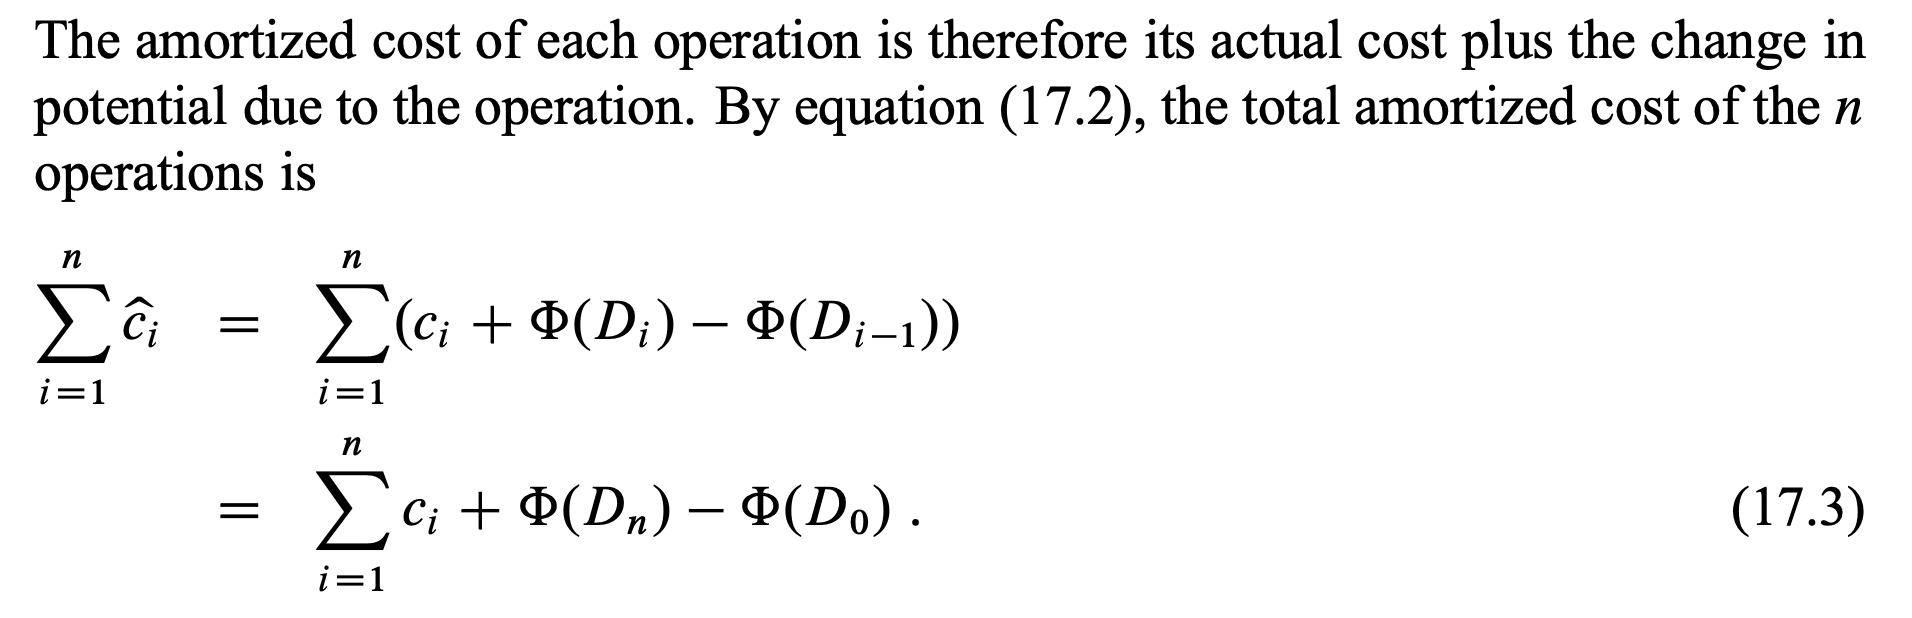 The amortized cost of each operation is therefore its actual cost plus the change in
potential due to the operation. By equation (17.2), the total amortized cost of the n
operations is
∑_{i=1}^{n} ĉ_i = ∑_{i=1}^{n} (c_i + Φ(D_i) − Φ(D_{i−1}))
= ∑_{i=1}^{n} c_i + Φ(D_n) − Φ(D_0) . (17.3)